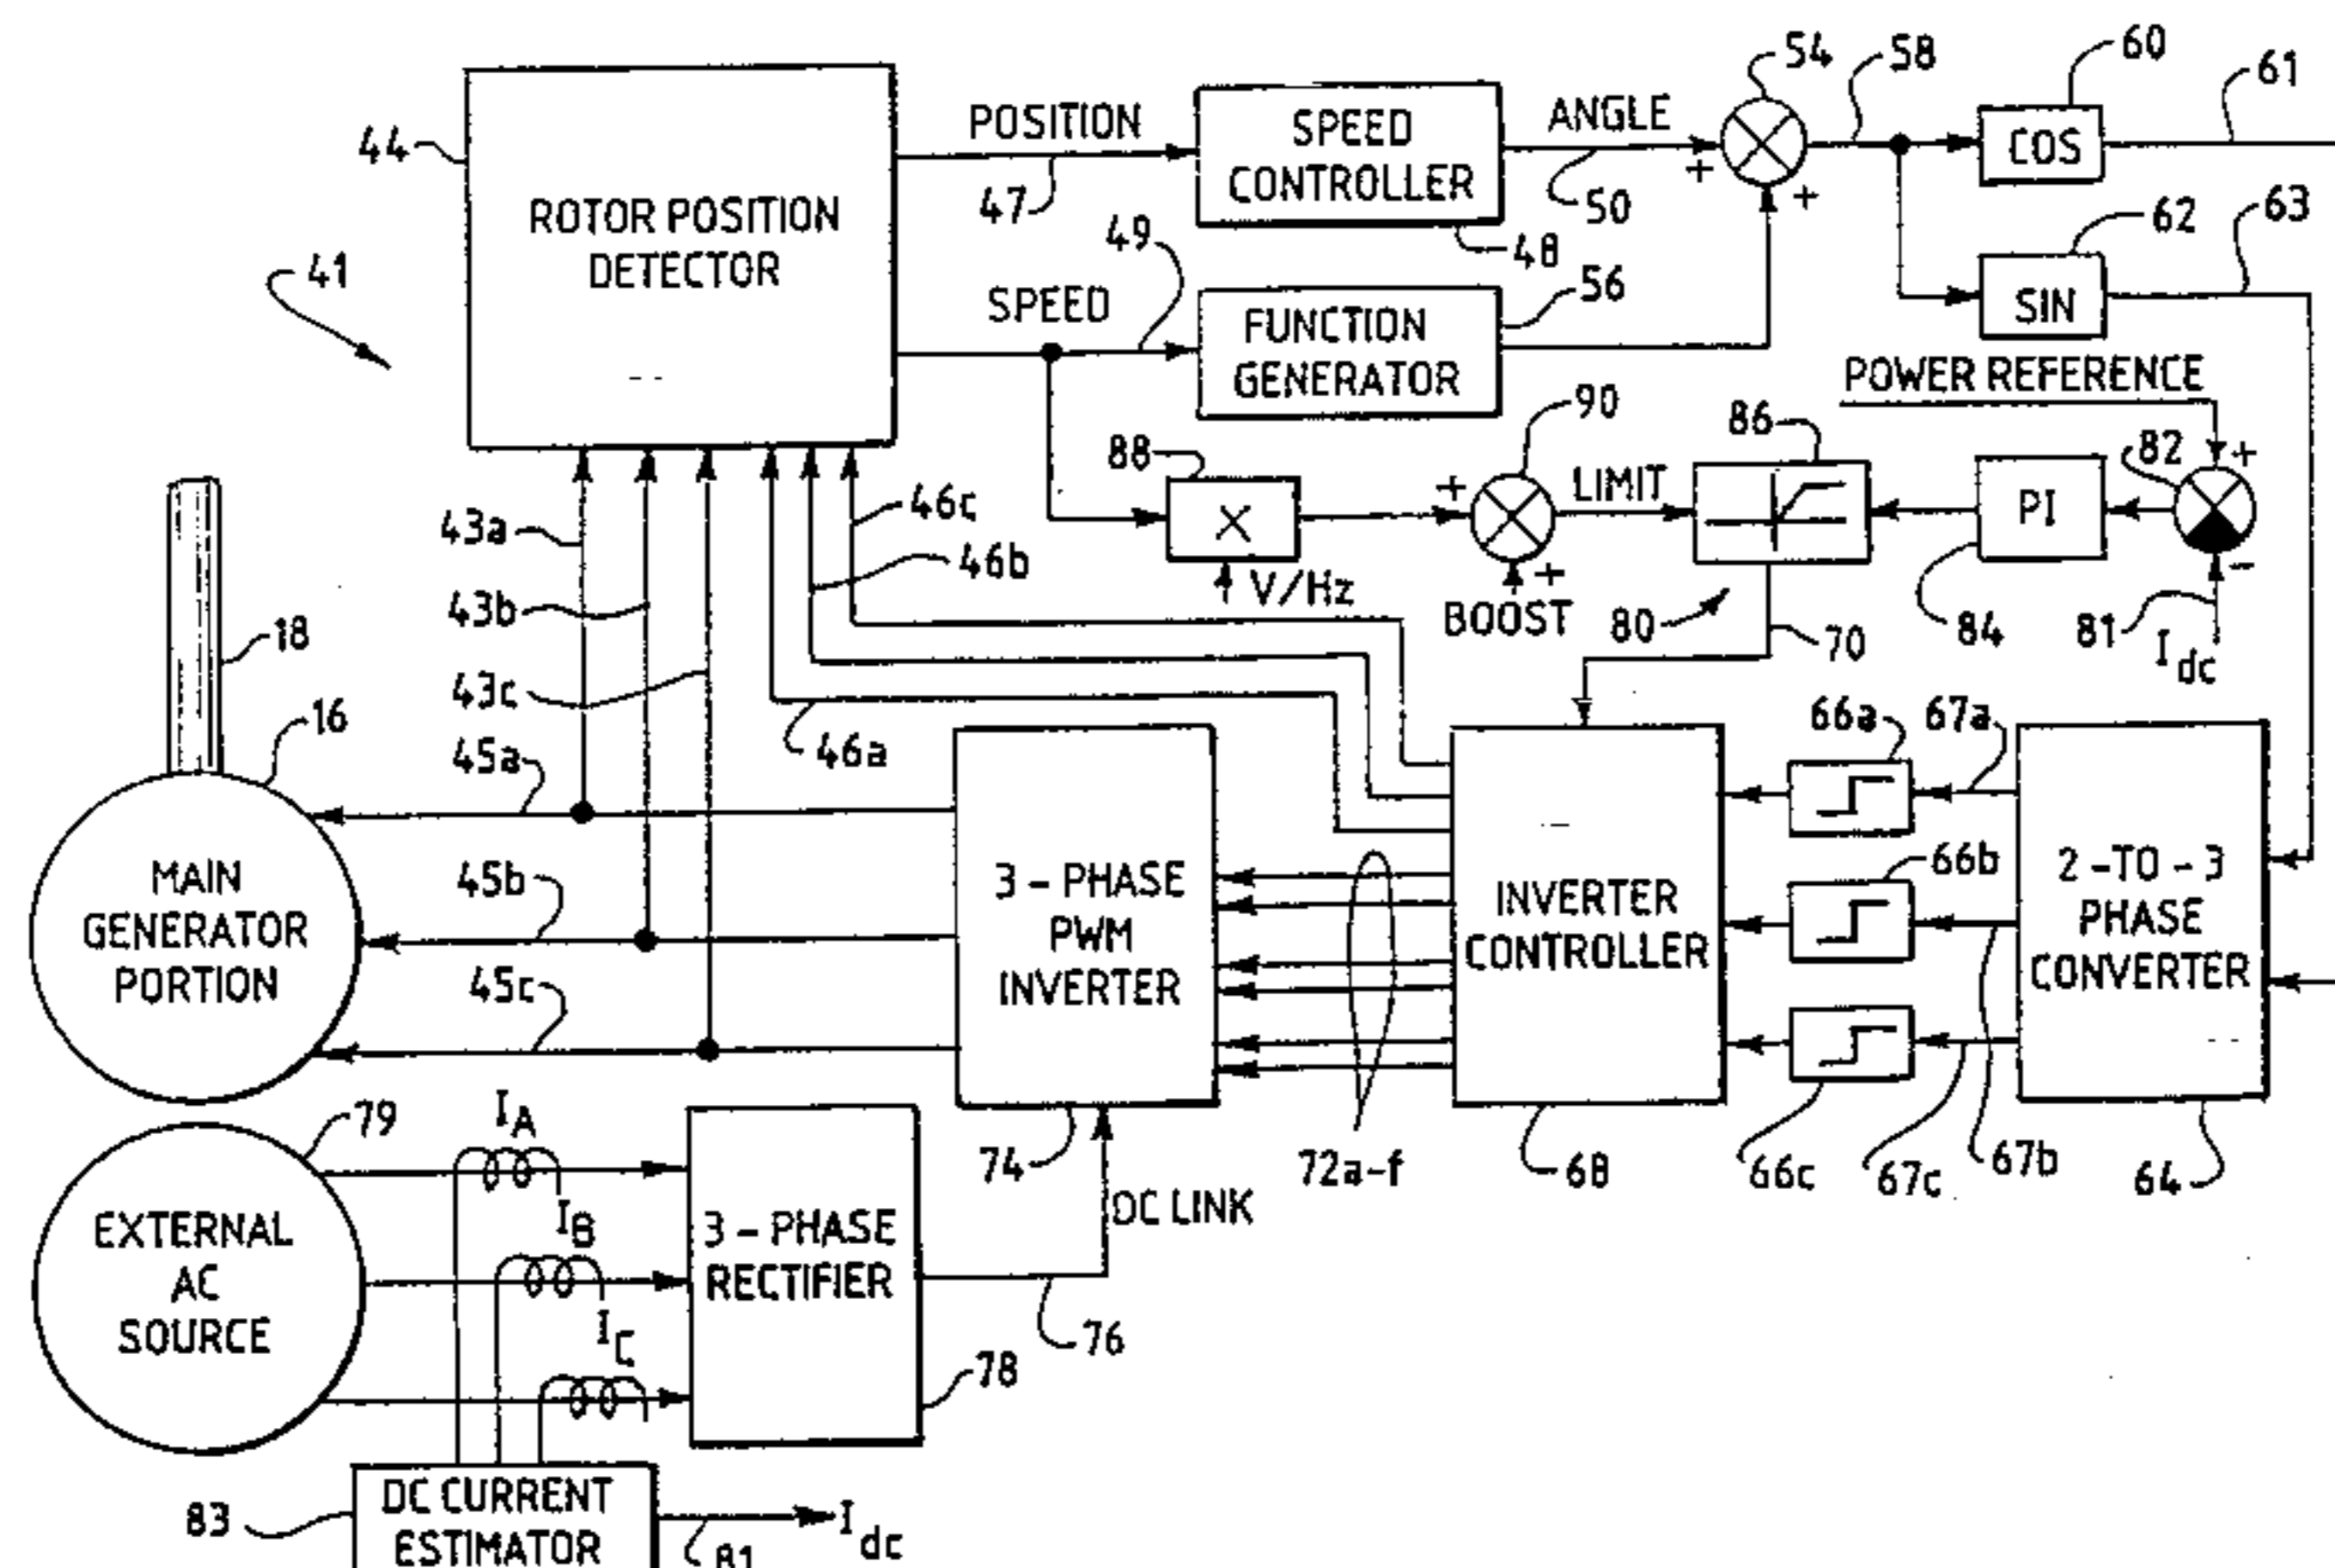 54
58
60
61
44
POSITION
SPEED
CONTROLLER
ANGLE
+
+
COS
47
50
48
ROTOR POSITION
DETECTOR
41
49
62
63
SIN
SPEED
56
FUNCTION
GENERATOR
POWER REFERENCE
90
86
82
+
88
+
LIMIT
PI
X
43a
46c
46b
V/Hz
+
BOOST
80
70
84
81
-
Idc
43b
18
43c
16
45a
46a
66a
67a
MAIN
GENERATOR
PORTION
45b
3 - PHASE
PWM
INVERTER
INVERTER
CONTROLLER
66b
2 - TO - 3
PHASE
CONVERTER
45c
79
IA
74
72a-f
68
66c
67c
67b
64
IB
DC LINK
EXTERNAL
AC
SOURCE
3 - PHASE
RECTIFIER
IC
76
78
83
DC CURRENT
ESTIMATOR
81
Idc